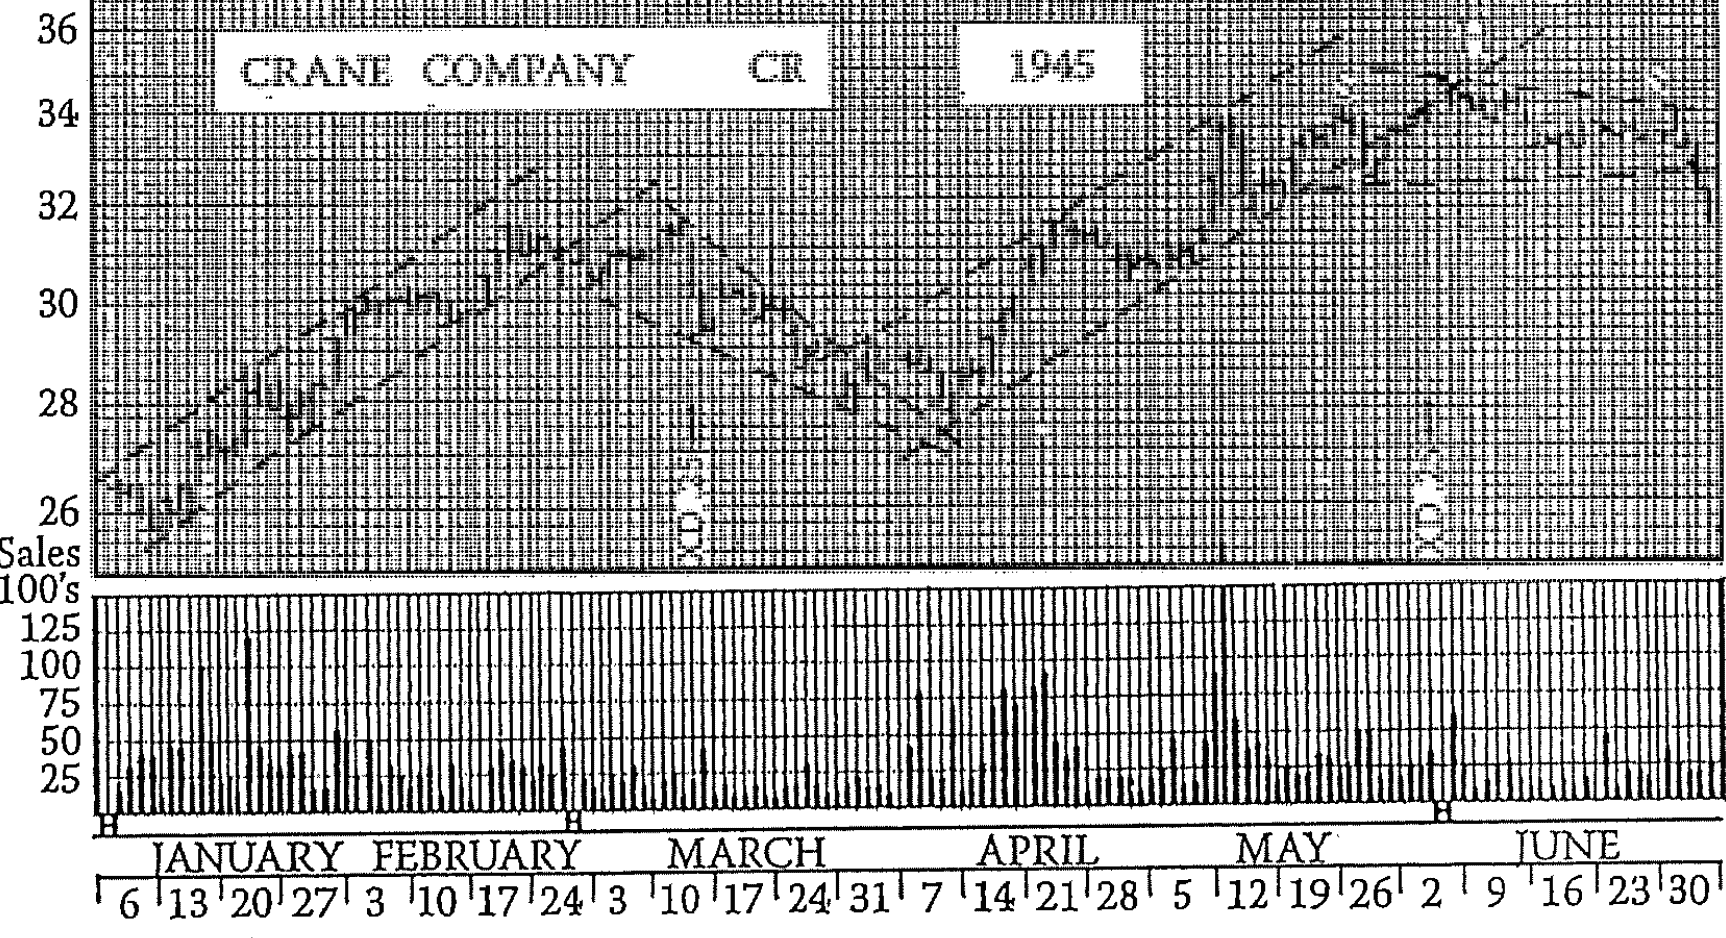 36
CRANE COMPANY CR 1945
34
32
30
28
26
Sales
100's
125
100
75
50
25
H H H
JANUARY FEBRUARY MARCH APRIL MAY JUNE
6 13 20 27 3 10 17 24 3 10 17 24 31 7 14 21 28 5 12 19 26 2 9 16 23 30